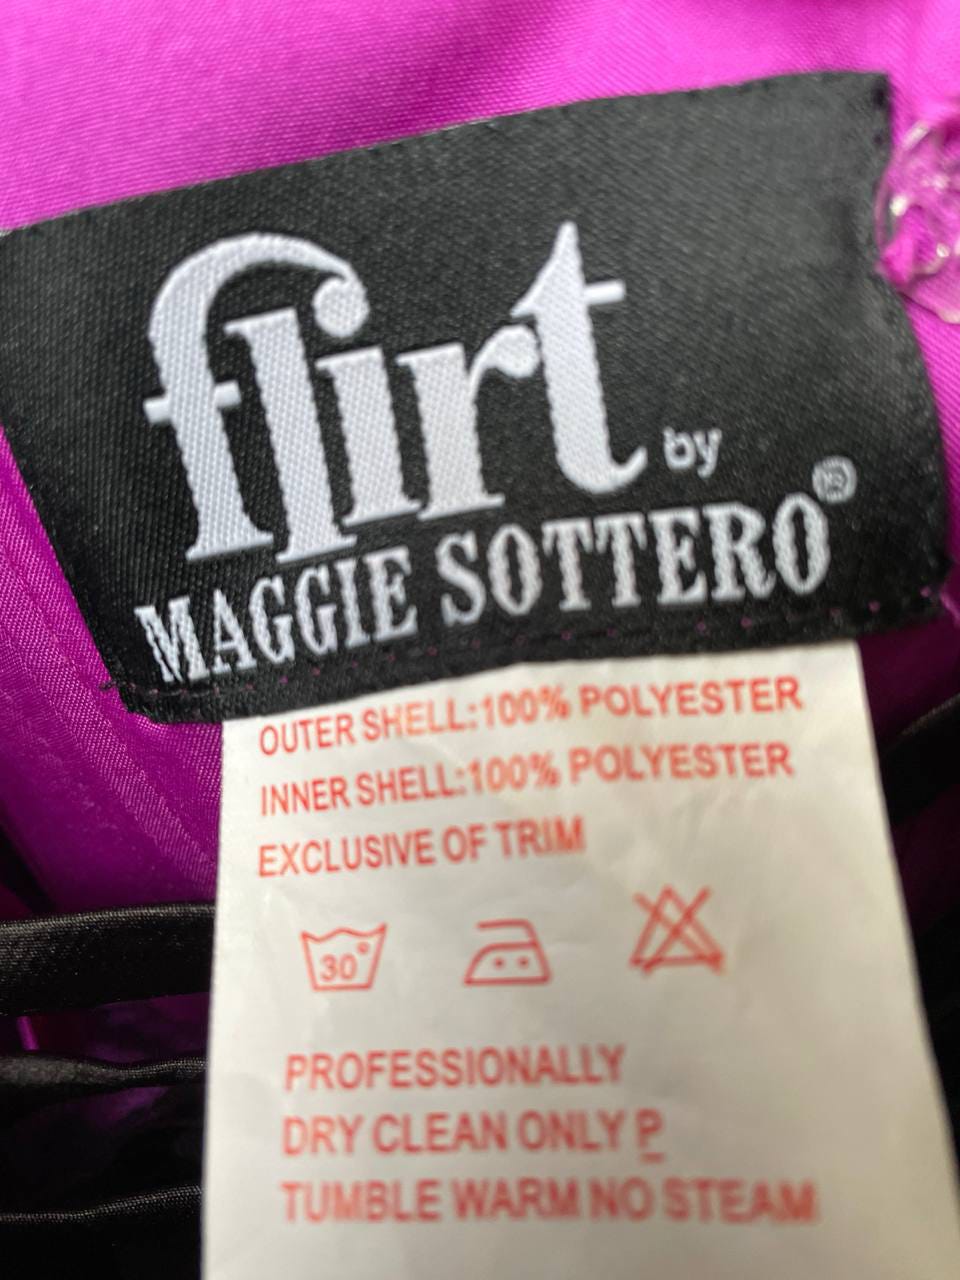 flirt by
MAGGIE SOTTERO®
OUTER SHELL:100% POLYESTER
INNER SHELL:100% POLYESTER
EXCLUSIVE OF TRIM
30°
PROFESSIONALLY
DRY CLEAN ONLY P
TUMBLE WARM NO STEAM